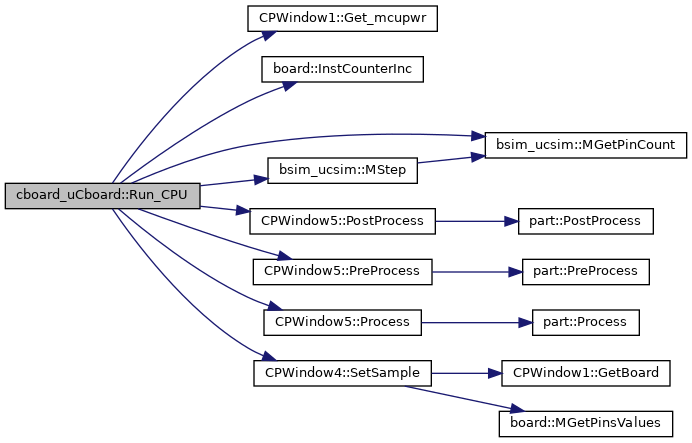 CPWindow1::Get_mcupwr
board::InstCounterInc
bsim_ucsim::MGetPinCount
bsim_ucsim::MStep
cboard_uCboard::Run_CPU
CPWindow5::PostProcess
part::PostProcess
CPWindow5::PreProcess
part::PreProcess
CPWindow5::Process
part::Process
CPWindow4::SetSample
CPWindow1::GetBoard
board::MGetPinsValues